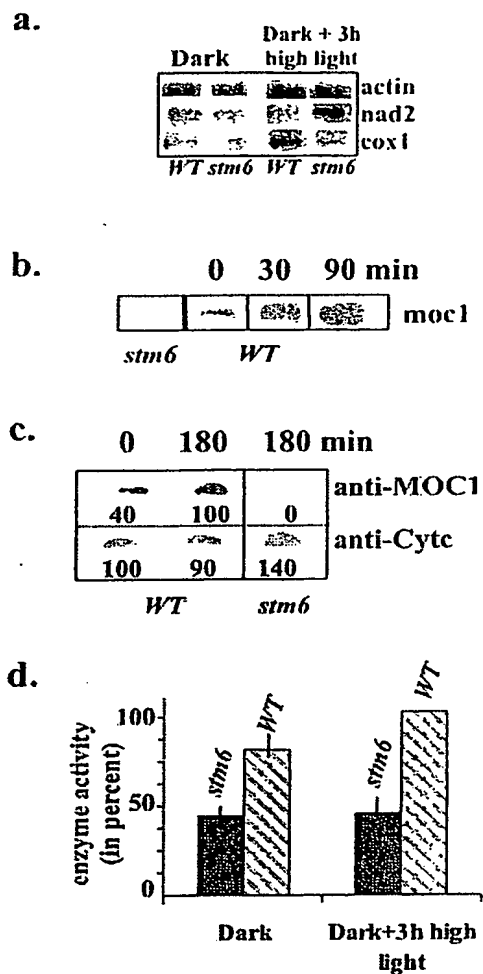 a.
Dark
Dark + 3h
high light
actin
nad2
cox1
WT stm6 WT stm6
b.
0 30 90 min
moc1
stm6 WT
c.
0 180 180 min
anti-MOC1
40 100 0
anti-Cytc
100 90 140
WT stm6
d.
enzyme activity
(in percent)
100
50
0
stm6 WT stm6 WT
Dark
Dark+3h high
light